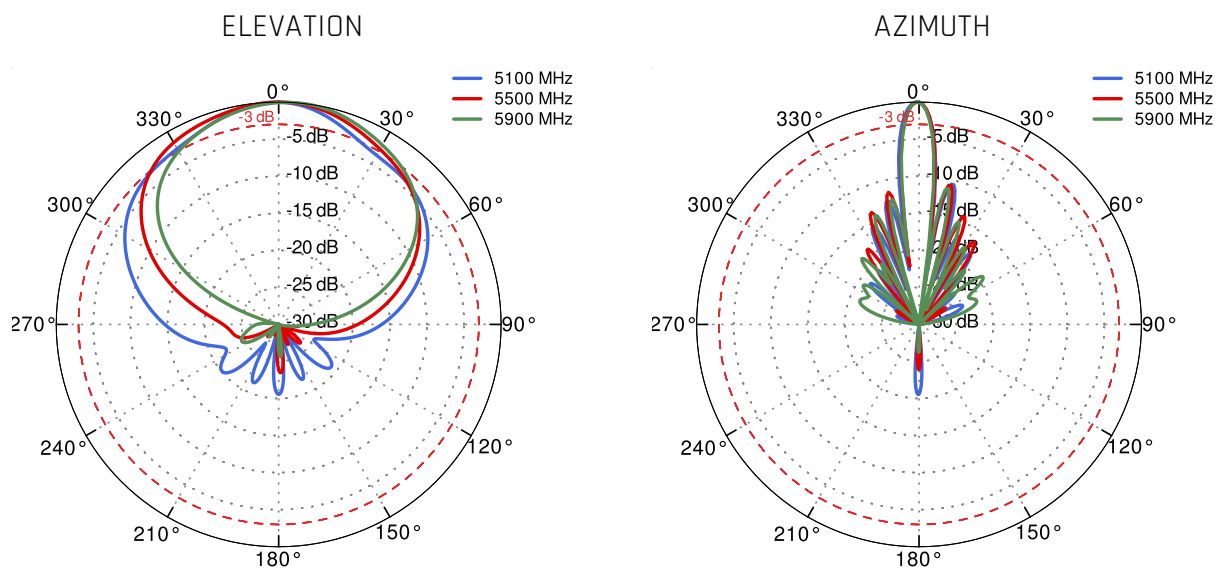 ELEVATION
5100 MHz
5500 MHz
5900 MHz
0°
330°
-3 dB
30°
-5 dB
-10 dB
300°
-15 dB
60°
-20 dB
-25 dB
270°
-30 dB
90°
240°
120°
210°
150°
180°
AZIMUTH
5100 MHz
5500 MHz
5900 MHz
0°
330°
-3 dB
30°
-5 dB
-10 dB
300°
60°
270°
90°
240°
120°
210°
150°
180°